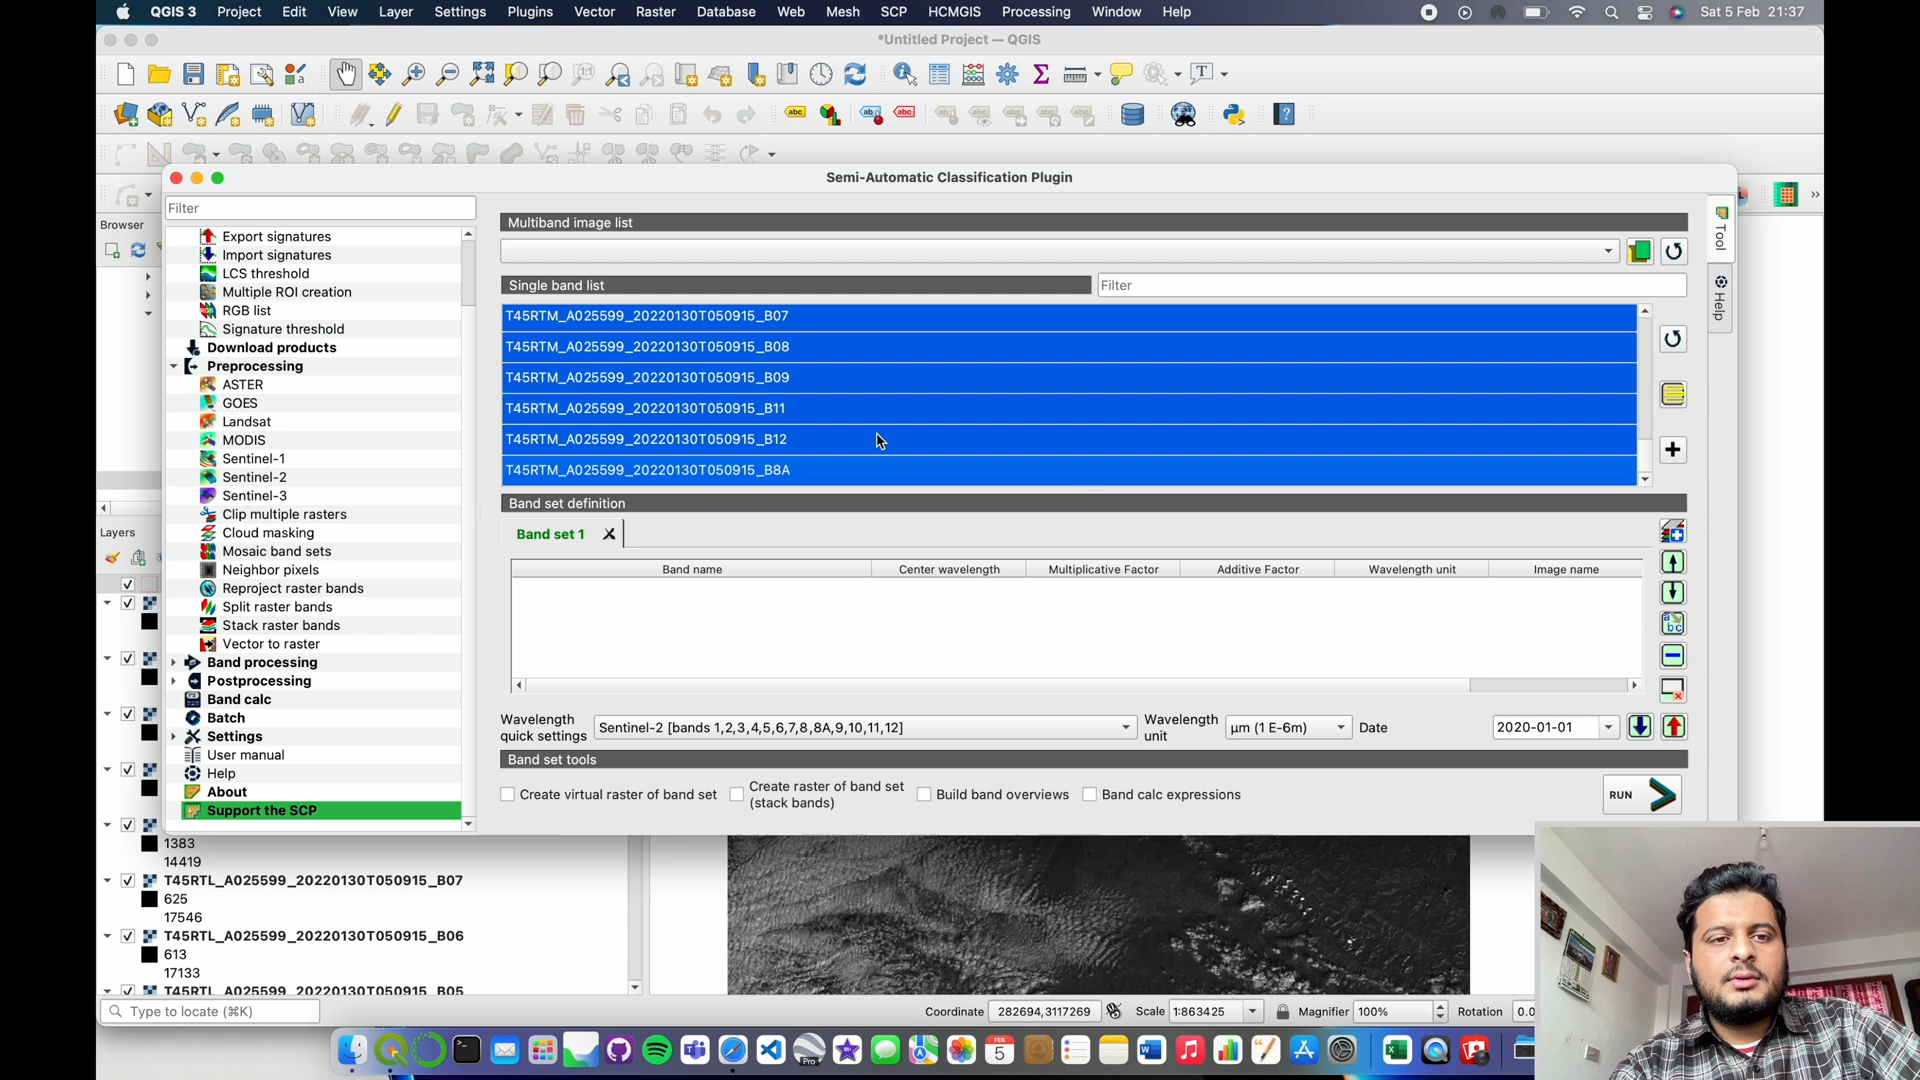 QGIS 3 Project Edit View Layer Settings Plugins Vector Raster Database Web Mesh SCP HCMGIS Processing Window Help Sat 5 Feb 21:37
*Untitled Project — QGIS
Semi-Automatic Classification Plugin
Filter
Browser
Export signatures
Import signatures
LCS threshold
Multiple ROI creation
RGB list
Signature threshold
Download products
Preprocessing
ASTER
GOES
Landsat
MODIS
Sentinel-1
Sentinel-2
Sentinel-3
Clip multiple rasters
Cloud masking
Mosaic band sets
Neighbor pixels
Reproject raster bands
Split raster bands
Stack raster bands
Vector to raster
Band processing
Postprocessing
Band calc
Batch
Settings
User manual
Help
About
Support the SCP
Multiband image list
Single band list
Filter
T45RTM_A025599_20220130T050915_B07
T45RTM_A025599_20220130T050915_B08
T45RTM_A025599_20220130T050915_B09
T45RTM_A025599_20220130T050915_B11
T45RTM_A025599_20220130T050915_B12
T45RTM_A025599_20220130T050915_B8A
Band set definition
Band set 1
Band name Center wavelength Multiplicative Factor Additive Factor Wavelength unit Image name
Wavelength quick settings Sentinel-2 [bands 1,2,3,4,5,6,7,8,8A,9,10,11,12] Wavelength unit µm (1 E-6m) Date 2020-01-01
Band set tools
Create virtual raster of band set
Create raster of band set (stack bands)
Build band overviews
Band calc expressions
RUN
Tool
Help
Layers
1383
14419
T45RTL_A025599_20220130T050915_B07
625
17546
T45RTL_A025599_20220130T050915_B06
613
17133
T45RTL_A025599_20220130T050915_B05
Type to locate (⌘K)
Coordinate 282694,3117269 Scale 1:863425 Magnifier 100% Rotation 0.0
FEB
5
Pro